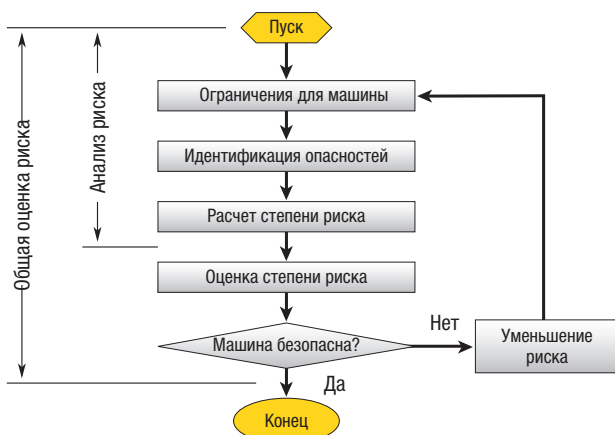 Пуск
Ограничения для машины
Идентификация опасностей
Расчет степени риска
Оценка степени риска
Машина безопасна?
Нет
Уменьшение
риска
Да
Конец
Анализ риска
Общая оценка риска